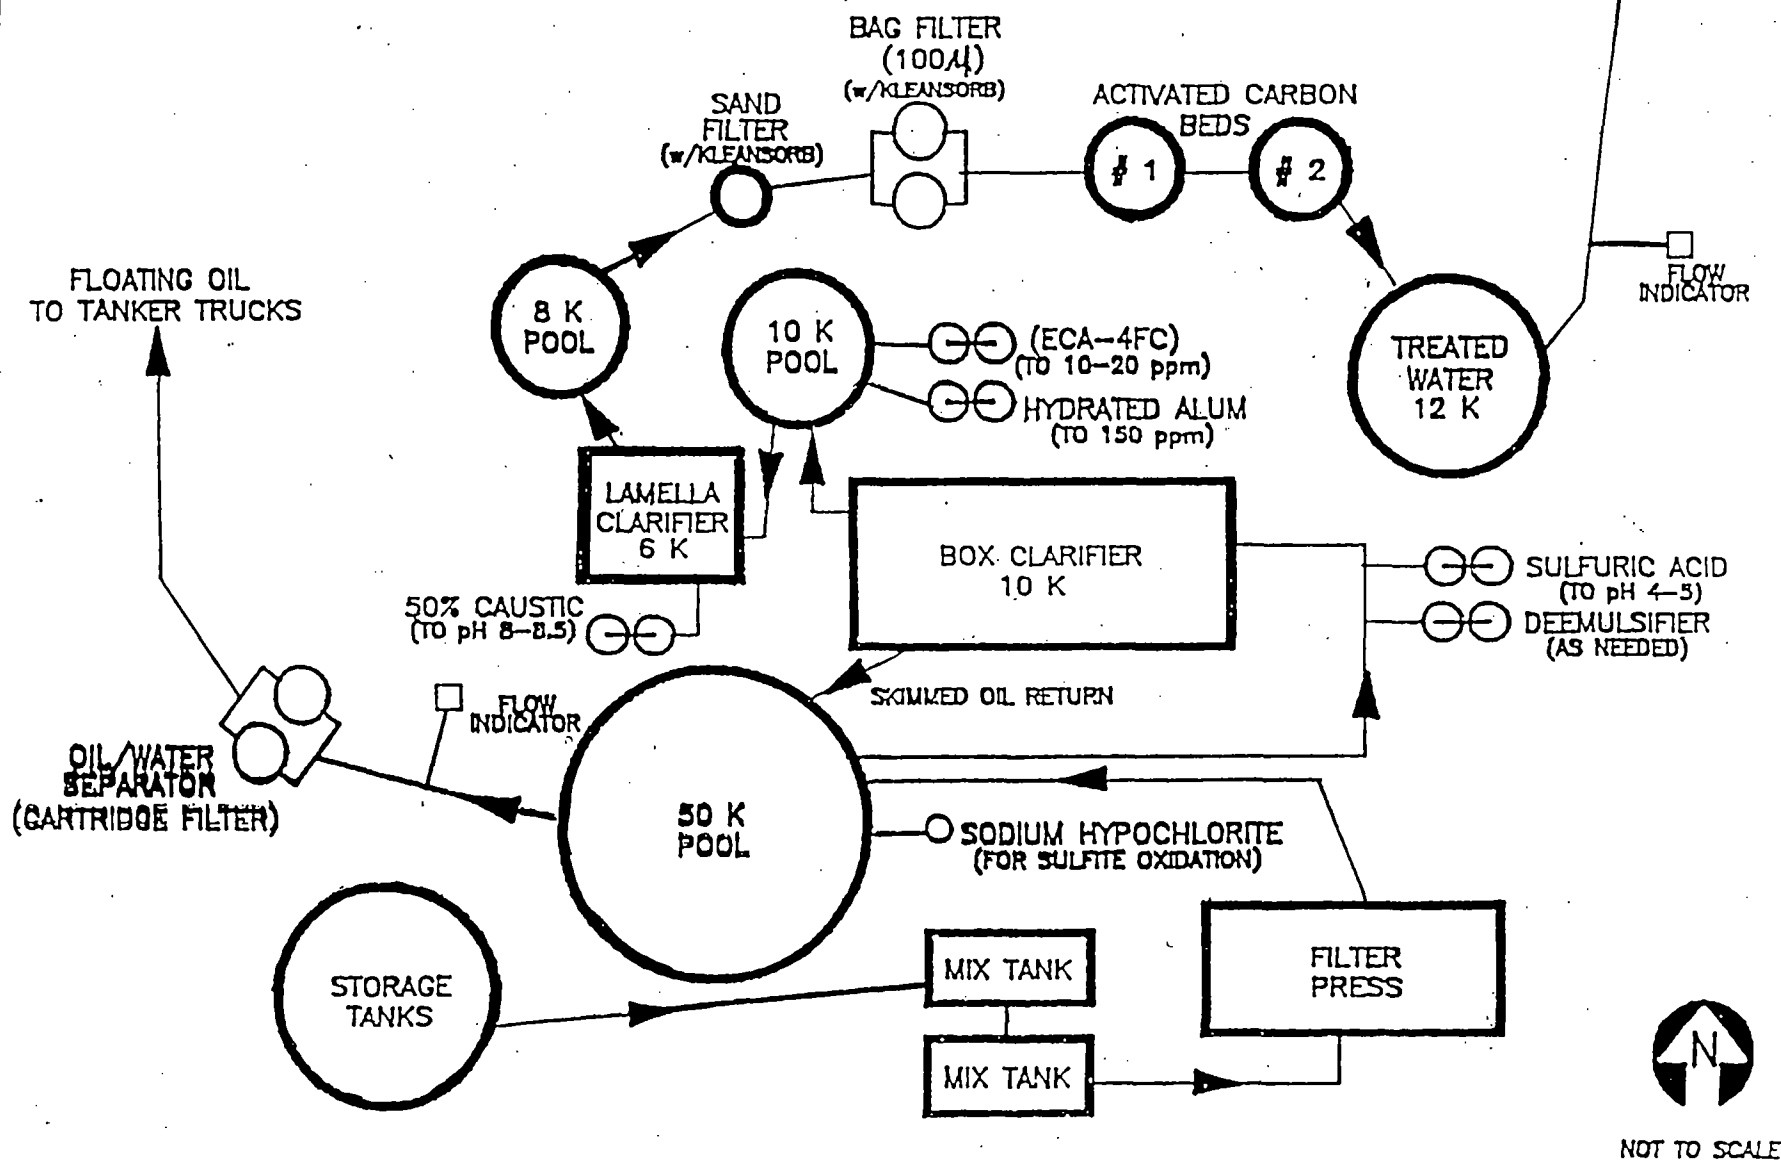 BAG FILTER
(100μ)
(w/KLEANSORB)
SAND
FILTER
(w/KLEANSORB)
ACTIVATED CARBON
BEDS
# 1
# 2
FLOATING OIL
TO TANKER TRUCKS
8 K
POOL
10 K
POOL
(ECA-4FC)
(TO 10-20 ppm)
HYDRATED ALUM
(TO 150 ppm)
TREATED
WATER
12 K
FLOW
INDICATOR
LAMELLA
CLARIFIER
6 K
BOX CLARIFIER
10 K
50% CAUSTIC
(TO pH 8-8.5)
SULFURIC ACID
(TO pH 4-5)
DEEMULSIFIER
(AS NEEDED)
SKIMMED OIL RETURN
FLOW
INDICATOR
OIL/WATER
SEPARATOR
(CARTRIDGE FILTER)
50 K
POOL
SODIUM HYPOCHLORITE
(FOR SULFITE OXIDATION)
STORAGE
TANKS
MIX TANK
MIX TANK
FILTER
PRESS
N
NOT TO SCALE